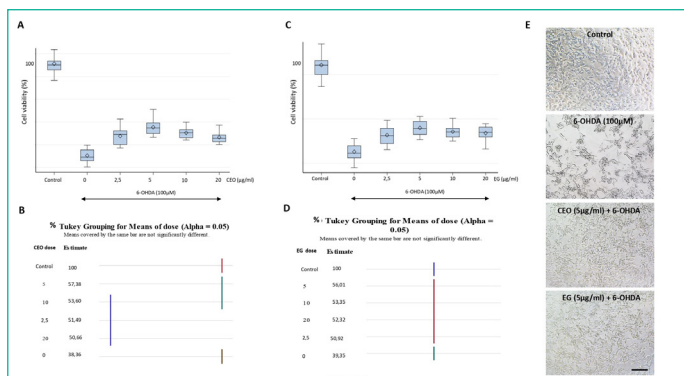 A
100
Cell viability (%)
Control
0
2,5
5
10
20
CEO (µg/ml)
6-OHDA (100µM)
B
% Tukey Grouping for Means of dose (Alpha = 0.05)
Means covered by the same bar are not significantly different.
CEO dose
Estimate
Control
100
5
57,38
10
53,60
2,5
51,49
20
50,66
0
38,36
C
100
Cell viability (%)
Control
0
2,5
5
10
20
EG (µg/ml)
6-OHDA (100µM)
D
% Tukey Grouping for Means of dose (Alpha =
0.05)
Means covered by the same bar are not significantly different.
EG dose
Estimate
Control
100
5
56,01
10
53,35
20
52,32
2,5
50,92
0
39,35
E
Control
6-OHDA (100µM)
CEO (5µg/ml) + 6-OHDA
EG (5µg/ml) + 6-OHDA